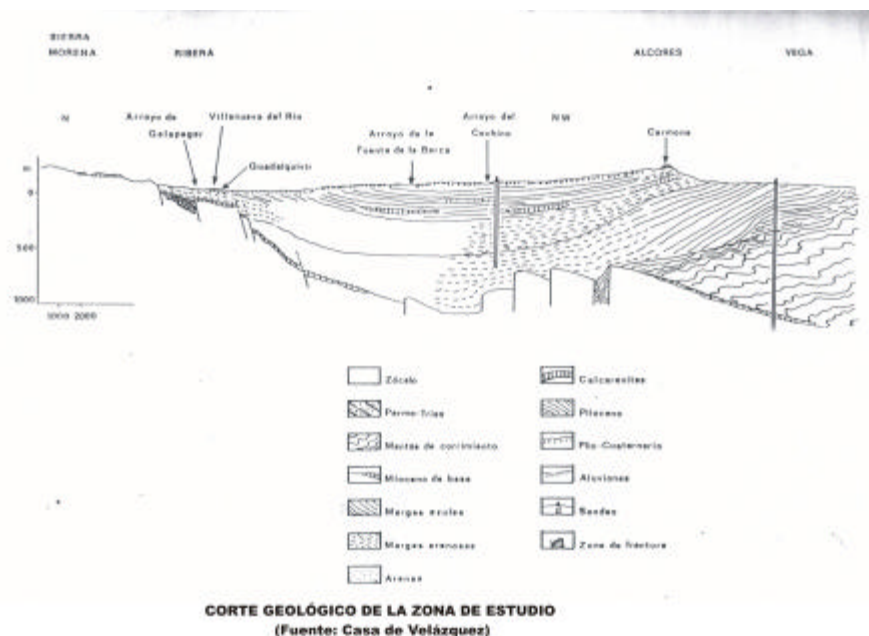 SIERRA
MORENA RIBERA ALCORES VEGA
N Arroyo de Galapagar Villanueva del Río Guadalquivir Arroyo de la Fuente de la Borca Arroyo del Cochino NW Carmona
m
0
500
1000
1000 2000
Zócalo
Permo-Trias
Mantos de corrimiento
Mioceno de base
Margas azules
Margas arenosas
Arenas
Calcarenitas
Plioceno
Plio-Cuaternario
Aluviones
Sondeo
Zona de fractura
CORTE GEOLÓGICO DE LA ZONA DE ESTUDIO
(Fuente: Casa de Velázquez)